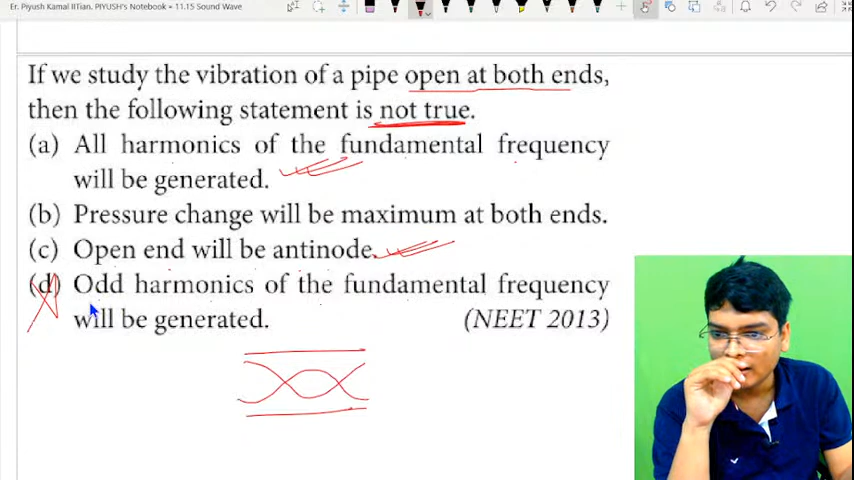 Er. Piyush Kamal IITian. PIYUSH's Notebook » 11.15 Sound Wave
If we study the vibration of a pipe open at both ends,
then the following statement is not true.
(a) All harmonics of the fundamental frequency
will be generated.
(b) Pressure change will be maximum at both ends.
(c) Open end will be antinode.
(d) Odd harmonics of the fundamental frequency
will be generated. (NEET 2013)